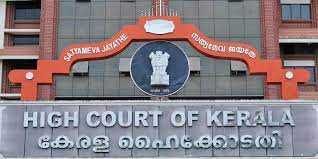 SATYAMEVA JAYATHE സത്യമേവ ജയതേ
HIGH COURT OF KERALA
കേരള ഹൈക്കോടതി